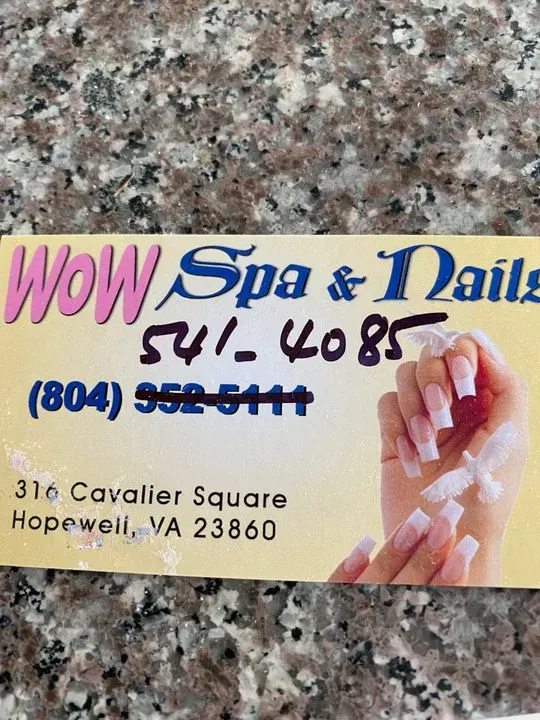 WOW Spa & Nails
541-4085
(804) 352-5111
316 Cavalier Square
Hopewell, VA 23860